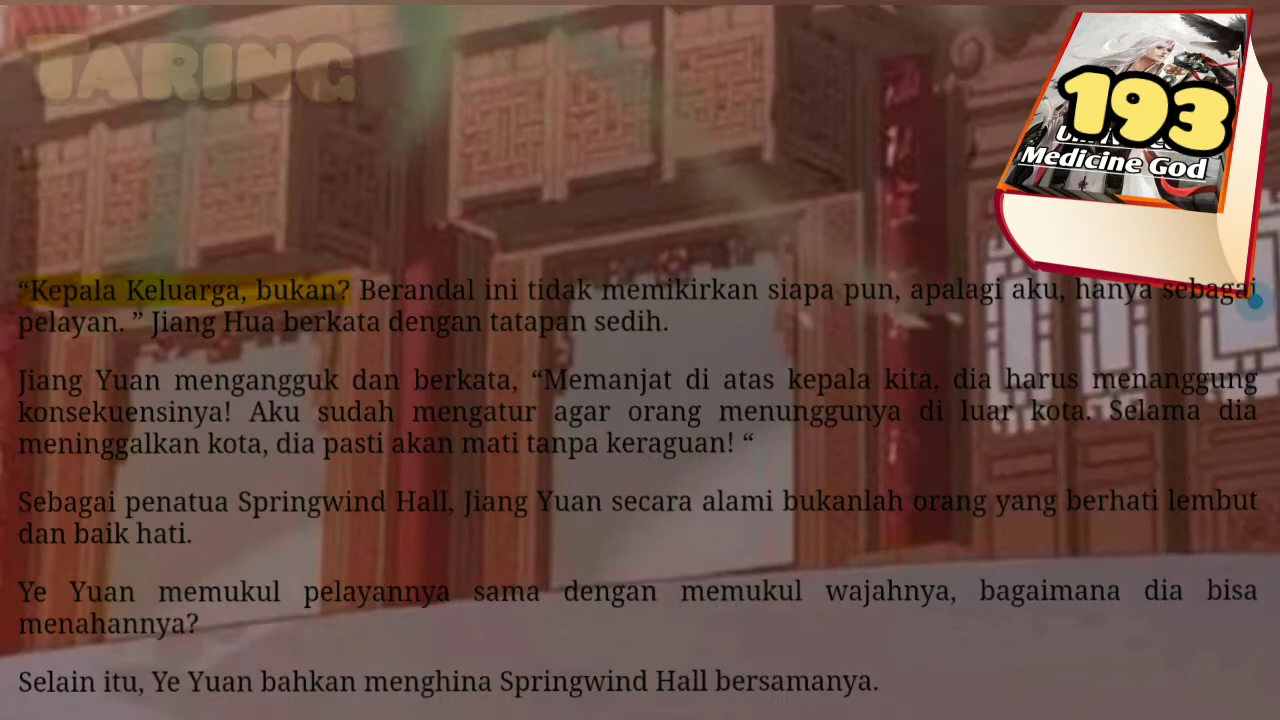 TARING
193
Medicine God
“Kepala Keluarga, bukan? Berandal ini tidak memikirkan siapa pun, apalagi aku, hanya sebagai
pelayan. ” Jiang Hua berkata dengan tatapan sedih.
Jiang Yuan mengangguk dan berkata, “Memanjat di atas kepala kita, dia harus menanggung
konsekuensinya! Aku sudah mengatur agar orang menunggunya di luar kota. Selama dia
meninggalkan kota, dia pasti akan mati tanpa keraguan! “
Sebagai penatua Springwind Hall, Jiang Yuan secara alami bukanlah orang yang berhati lembut
dan baik hati.
Ye Yuan memukul pelayannya sama dengan memukul wajahnya, bagaimana dia bisa
menahannya?
Selain itu, Ye Yuan bahkan menghina Springwind Hall bersamanya.